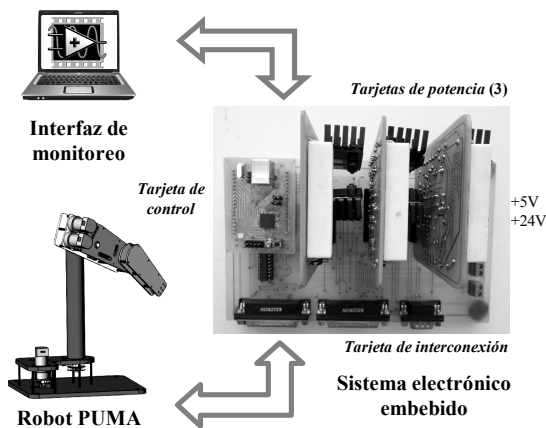 Tarjetas de potencia (3)
Interfaz de
monitoreo
Tarjeta de
control
+5V
+24V
Tarjeta de interconexión
Sistema electrónico
embebido
Robot PUMA